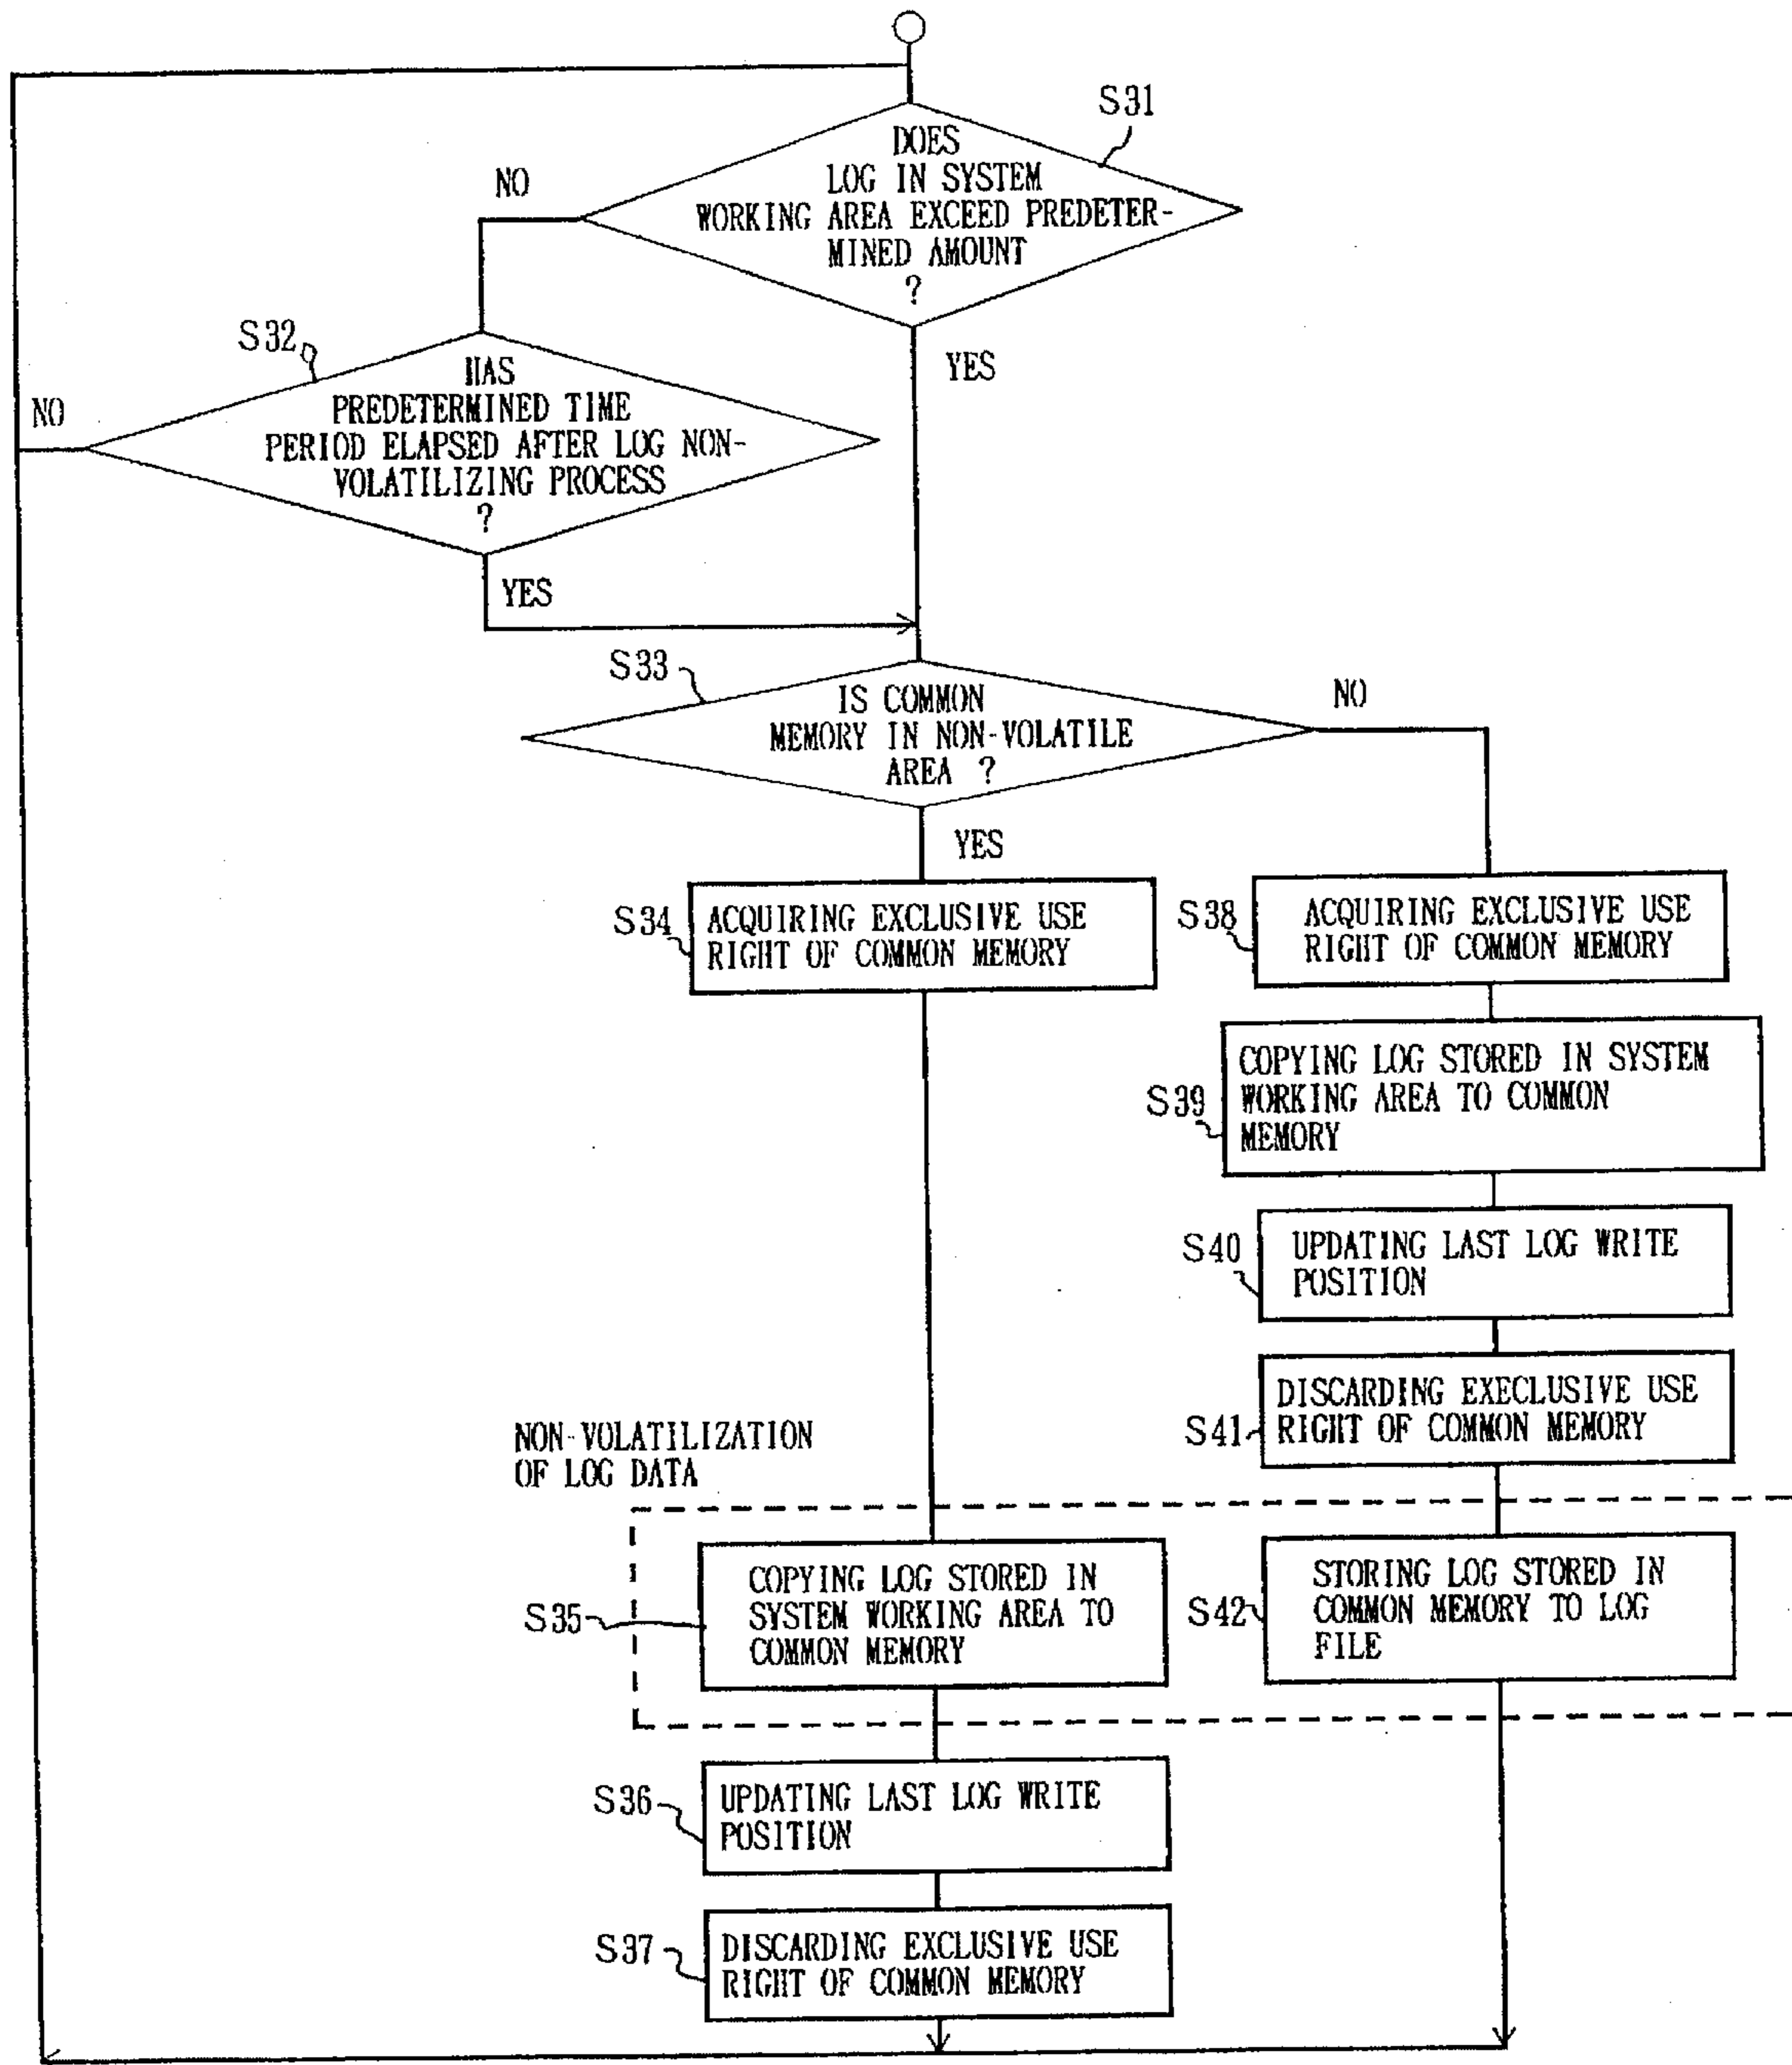 S31
DOES
LOG IN SYSTEM
WORKING AREA EXCEED PREDETER-
MINED AMOUNT
?
NO
YES
S32
HAS
PREDETERMINED TIME
PERIOD ELAPSED AFTER LOG NON-
VOLATILIZING PROCESS
?
NO
YES
S33
IS COMMON
MEMORY IN NON-VOLATILE
AREA ?
NO
YES
S34
ACQUIRING EXCLUSIVE USE
RIGHT OF COMMON MEMORY
S38
ACQUIRING EXCLUSIVE USE
RIGHT OF COMMON MEMORY
S39
COPYING LOG STORED IN SYSTEM
WORKING AREA TO COMMON
MEMORY
S40
UPDATING LAST LOG WRITE
POSITION
S41
DISCARDING EXECLUSIVE USE
RIGHT OF COMMON MEMORY
NON-VOLATILIZATION
OF LOG DATA
S35
COPYING LOG STORED IN
SYSTEM WORKING AREA TO
COMMON MEMORY
S42
STORING LOG STORED IN
COMMON MEMORY TO LOG
FILE
S36
UPDATING LAST LOG WRITE
POSITION
S37
DISCARDING EXCLUSIVE USE
RIGHT OF COMMON MEMORY